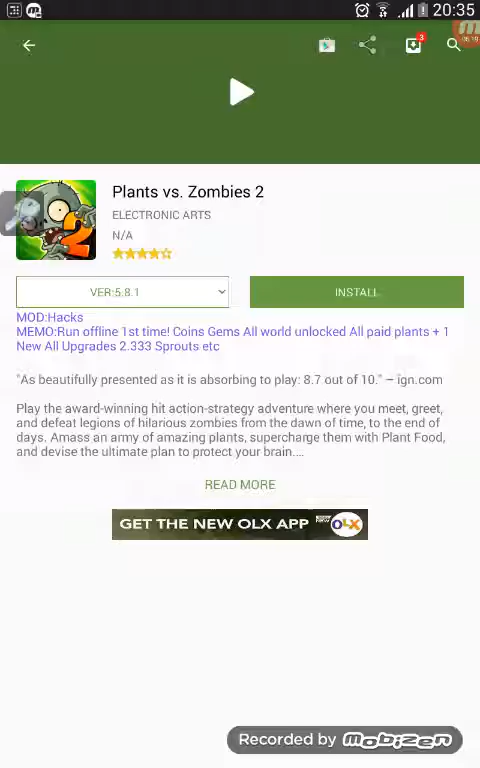 20:35
3
Plants vs. Zombies 2
ELECTRONIC ARTS
N/A
VER:5.8.1
INSTALL
MOD:Hacks
MEMO:Run offline 1st time! Coins Gems All world unlocked All paid plants + 1
New All Upgrades 2.333 Sprouts etc
"As beautifully presented as it is absorbing to play: 8.7 out of 10." – ign.com
Play the award-winning hit action-strategy adventure where you meet, greet,
and defeat legions of hilarious zombies from the dawn of time, to the end of
days. Amass an army of amazing plants, supercharge them with Plant Food,
and devise the ultimate plan to protect your brain....
READ MORE
GET THE NEW OLX APP
OLX
Recorded by Mobizen